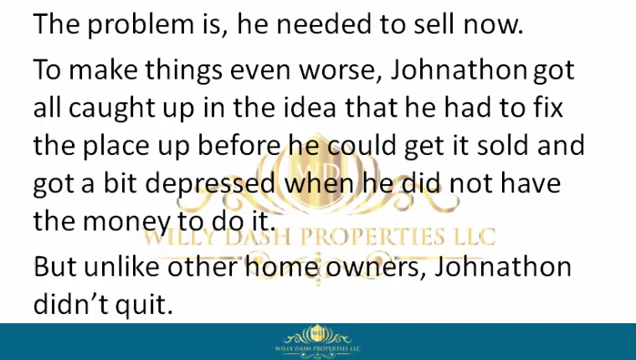 The problem is, he needed to sell now.
To make things even worse, Johnathon got
all caught up in the idea that he had to fix
the place up before he could get it sold and
got a bit depressed when he did not have
the money to do it.
WILLY DASH PROPERTIES LLC
But unlike other home owners, Johnathon
didn’t quit.
WILLY DASH PROPERTIES LLC